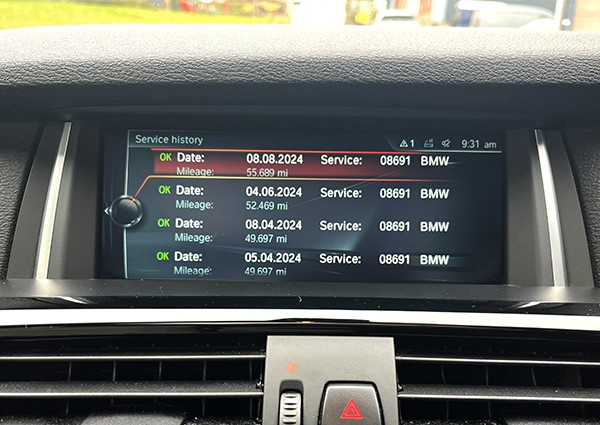 Service history 1 9:31 am
OK Date: 08.08.2024 Service: 08691 BMW
Mileage: 55.689 mi
OK Date: 04.06.2024 Service: 08691 BMW
Mileage: 52.469 mi
OK Date: 08.04.2024 Service: 08691 BMW
Mileage: 49.697 mi
OK Date: 05.04.2024 Service: 08691 BMW
Mileage: 49.697 mi